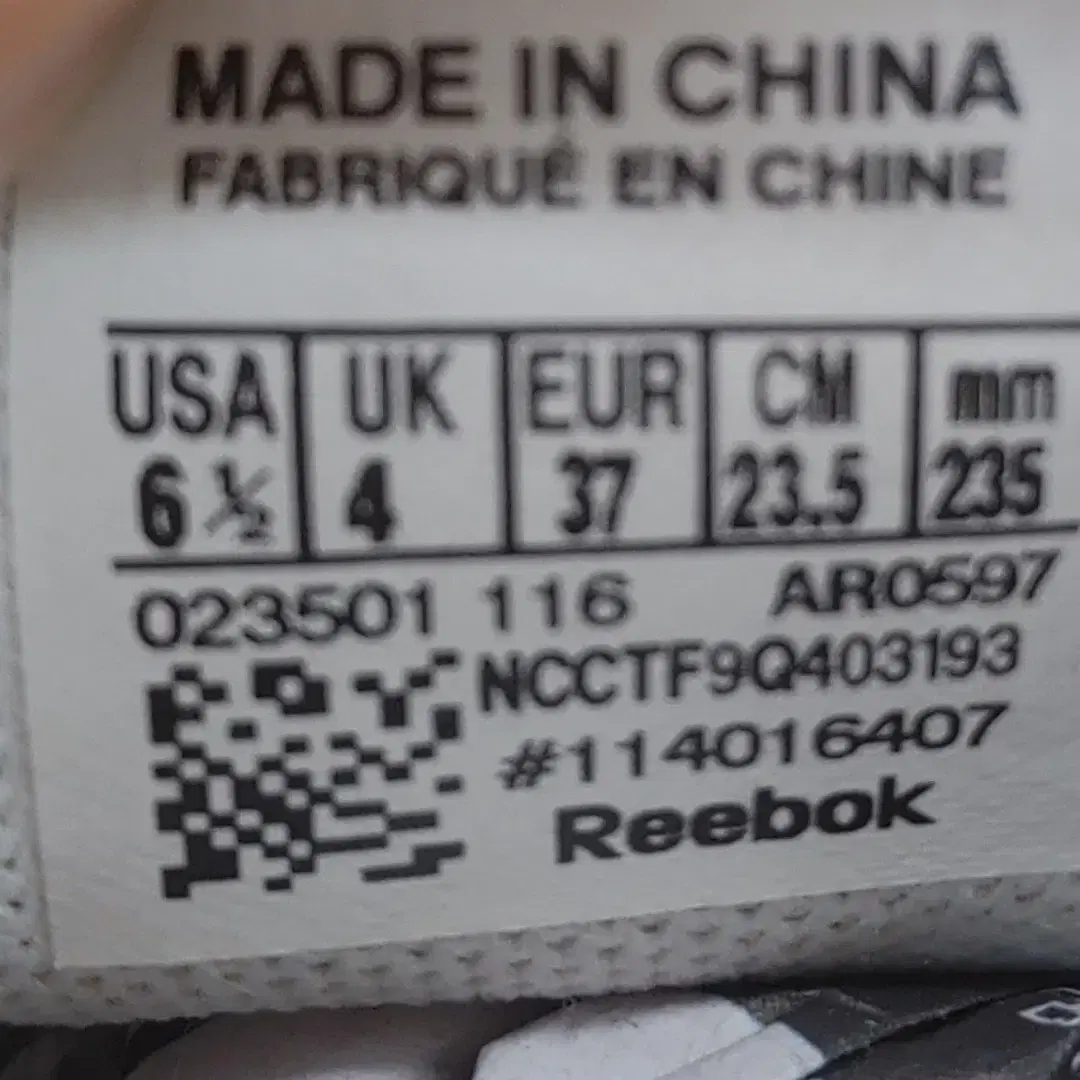 MADE IN CHINA
FABRIQUÉ EN CHINE
USA UK EUR CM mm
6 ½ 4 37 23.5 235
023501 116 AR0597
NCCTF9Q403193
#114016407
Reebok